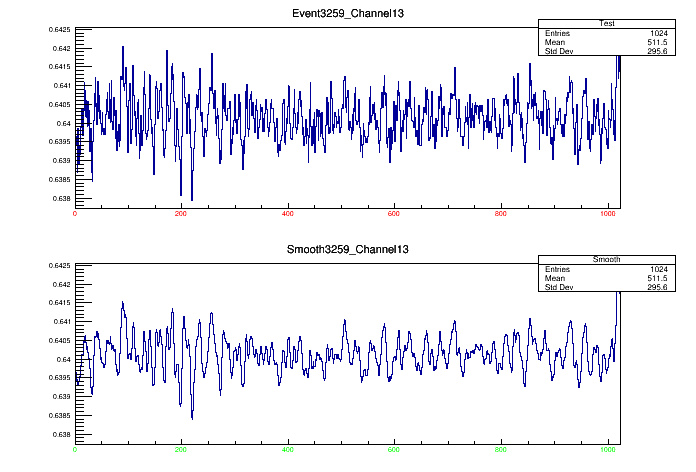 Event3259_Channel13
Test
Entries 1024
Mean 511.5
Std Dev 295.6
0.6425
0.642
0.6415
0.641
0.6405
0.64
0.6395
0.639
0.6385
0.638
0 200 400 600 800 1000
Smooth3259_Channel13
Smooth
Entries 1024
Mean 511.5
Std Dev 295.6
0.6425
0.642
0.6415
0.641
0.6405
0.64
0.6395
0.639
0.6385
0.638
0 200 400 600 800 1000